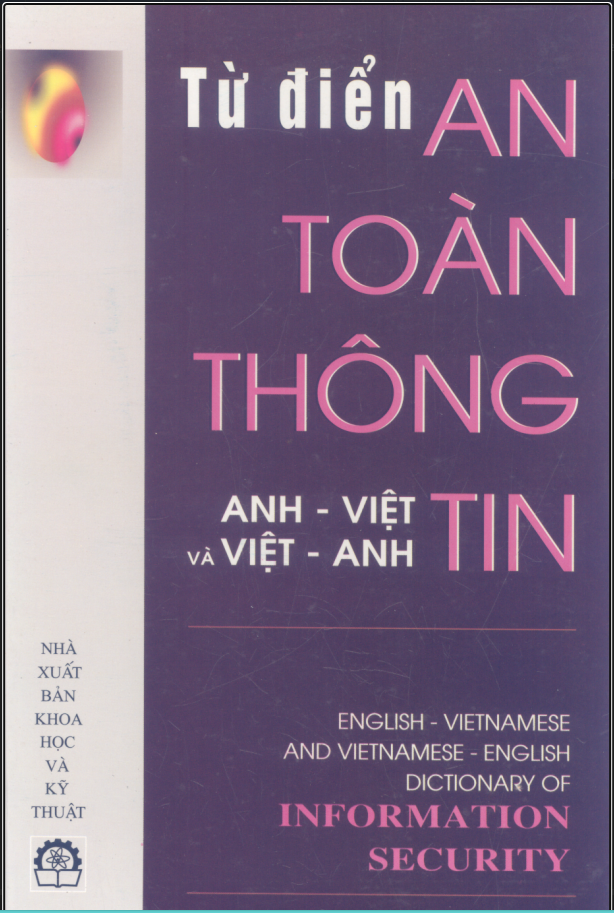 Từ điển AN
TOÀN
THÔNG
ANH - VIỆT
VÀ VIỆT - ANH
TIN
ENGLISH - VIETNAMESE
AND VIETNAMESE - ENGLISH
DICTIONARY OF
INFORMATION
SECURITY
NHÀ
XUẤT
BẢN
KHOA
HỌC
VÀ
KỸ
THUẬT